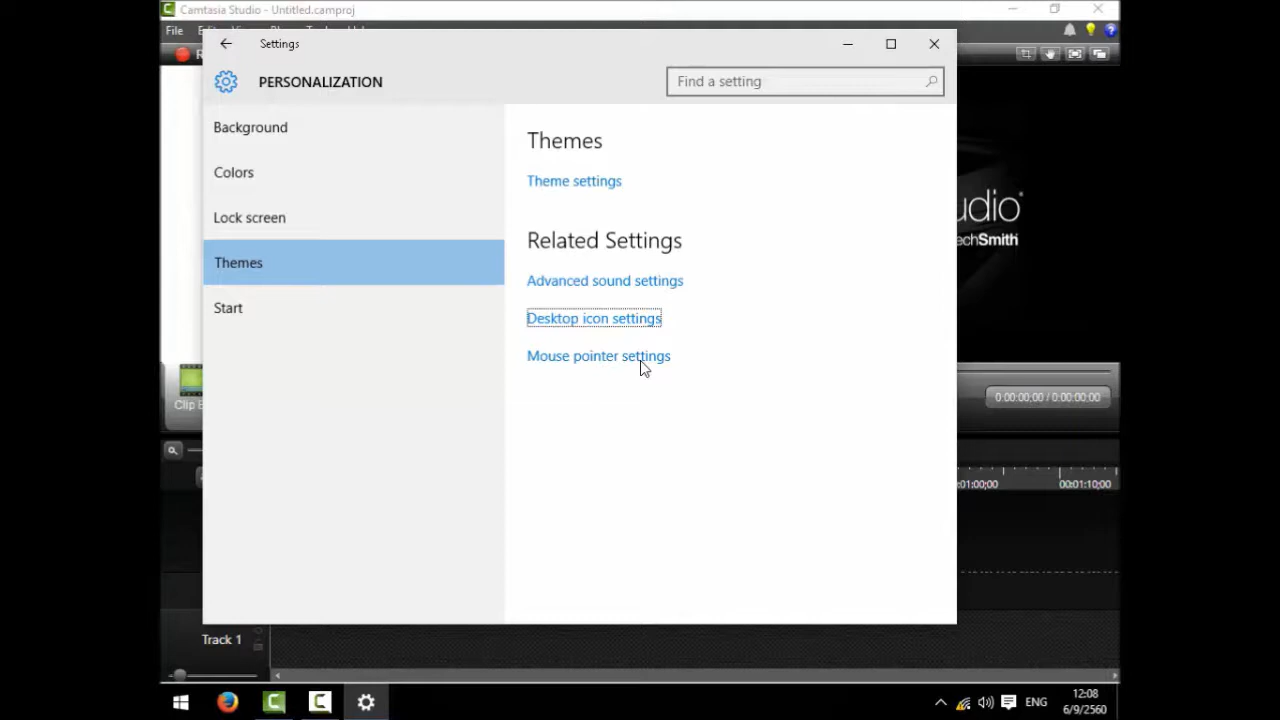 Camtasia Studio - Untitled.camproj
File
Settings
PERSONALIZATION
Find a setting
Background
Colors
Lock screen
Themes
Start
Themes
Theme settings
Related Settings
Advanced sound settings
Desktop icon settings
Mouse pointer settings
udio
echSmith
Clip
0:00:00;00 / 0:00:00;00
01:00;00
00:01:10;00
Track 1
ENG
12:08
6/9/2560